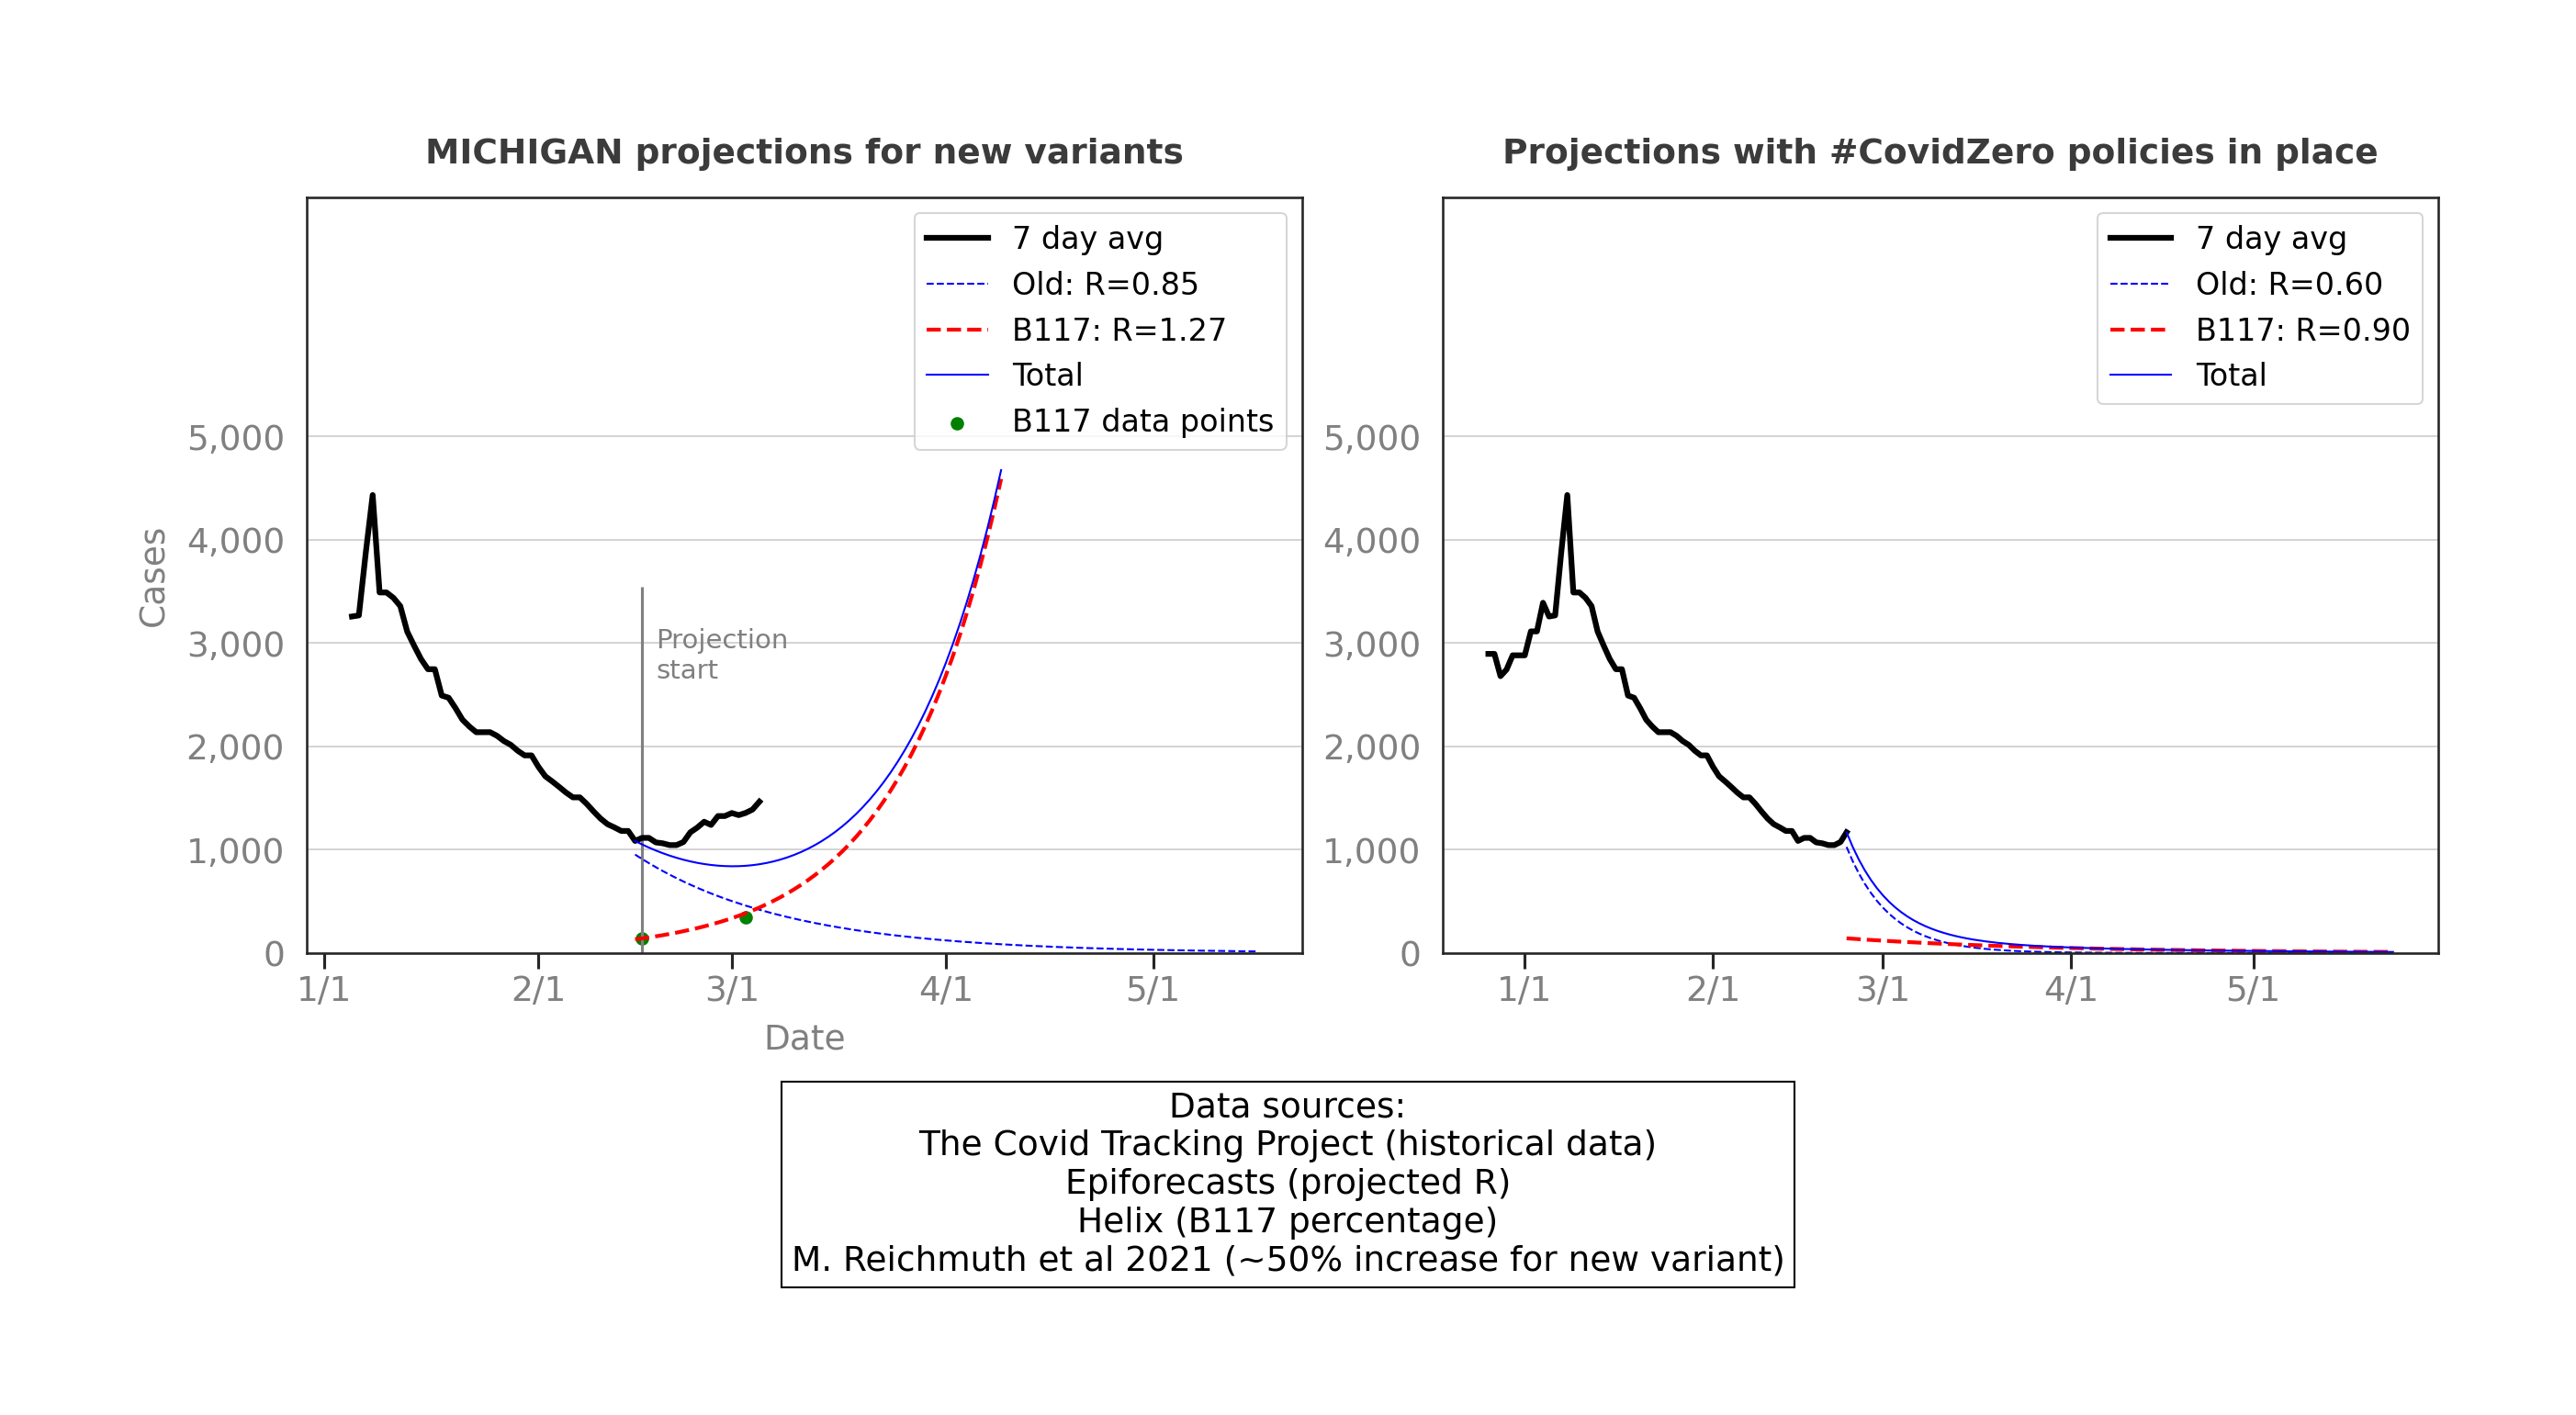 MICHIGAN projections for new variants
7 day avg
Old: R=0.85
B117: R=1.27
Total
B117 data points
Projection
start
Cases
5,000
4,000
3,000
2,000
1,000
0
1/1
2/1
3/1
4/1
5/1
Date
Projections with #CovidZero policies in place
7 day avg
Old: R=0.60
B117: R=0.90
Total
5,000
4,000
3,000
2,000
1,000
0
1/1
2/1
3/1
4/1
5/1
Data sources:
The Covid Tracking Project (historical data)
Epiforecasts (projected R)
Helix (B117 percentage)
M. Reichmuth et al 2021 (~50% increase for new variant)